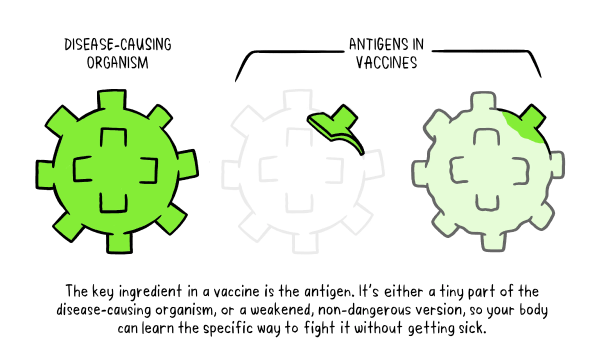 DISEASE-CAUSING
ORGANISM
ANTIGENS IN
VACCINES
The key ingredient in a vaccine is the antigen. It's either a tiny part of the
disease-causing organism, or a weakened, non-dangerous version, so your body
can learn the specific way to fight it without getting sick.